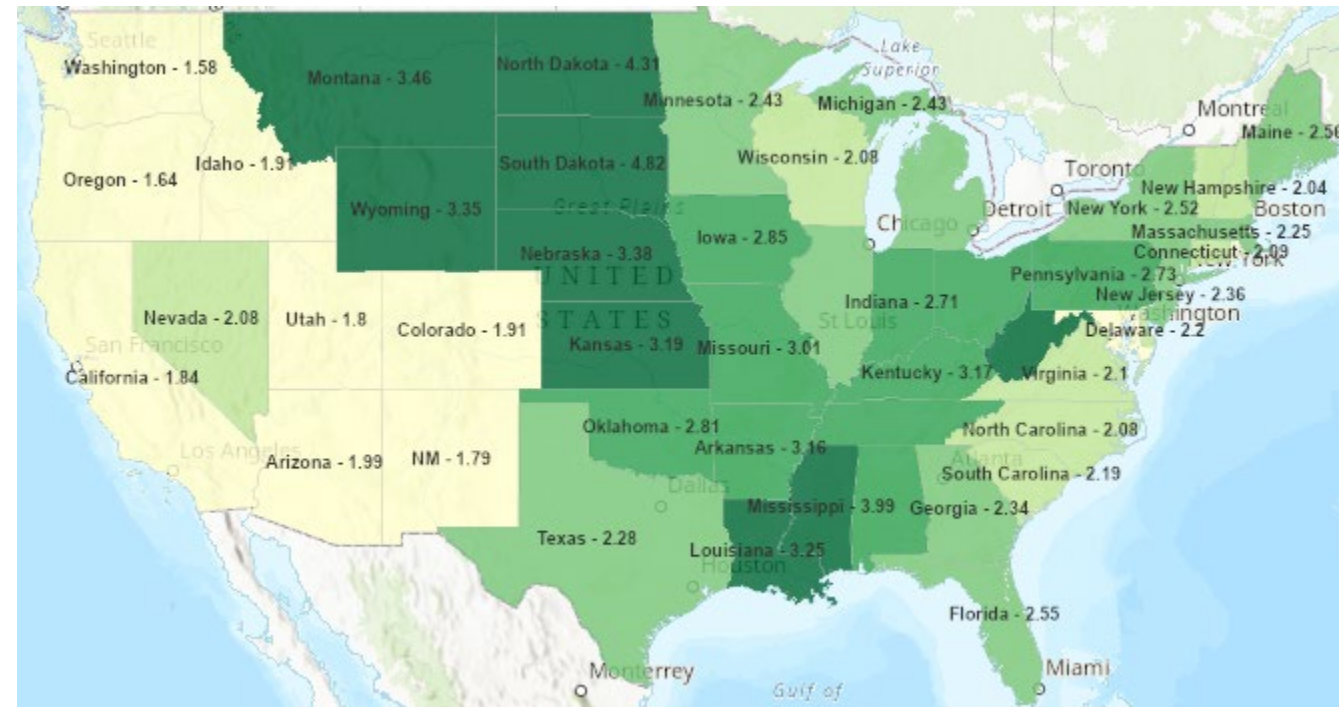 Seattle
Washington - 1.58
Montana - 3.46
North Dakota - 4.31
Lake
Superior
Minnesota - 2.43
Michigan - 2.43
Montreal
Maine - 2.56
Oregon - 1.64
Idaho - 1.91
South Dakota - 4.82
Wisconsin - 2.08
Toronto
New Hampshire - 2.04
Wyoming - 3.35
Great Plains
Chicago
Detroit
New York - 2.52
Boston
Iowa - 2.85
Massachusetts - 2.25
Nebraska - 3.38
Connecticut - 2.09
New York
UNITED
Pennsylvania - 2.73
New Jersey - 2.36
Nevada - 2.08
Utah - 1.8
Colorado - 1.91
STATES
St Louis
Indiana - 2.71
Washington
Delaware - 2.2
San Francisco
Kansas - 3.19
Missouri - 3.01
California - 1.84
Kentucky - 3.17
Virginia - 2.1
Oklahoma - 2.81
North Carolina - 2.08
Los Angeles
Arizona - 1.99
NM - 1.79
Arkansas - 3.16
Atlanta
South Carolina - 2.19
Dallas
Mississippi - 3.99
Georgia - 2.34
Texas - 2.28
Louisiana - 3.25
Houston
Florida - 2.55
Monterrey
Gulf of
Miami